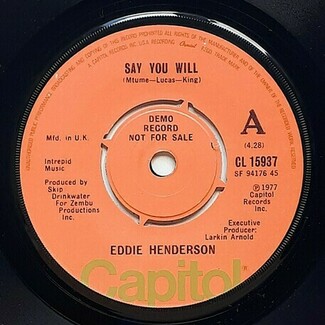 SAY YOU WILL
(Mtume—Lucas—King)
DEMO
RECORD
NOT FOR SALE
A
(4.28)
Mfd. in U.K.
CL 15937
SF 94176 45
Intrepid
Music
℗ 1977
Capitol
Records
Inc.
Produced by
Skip
Drinkwater
For Zembu
Productions
Inc.
Executive
Producer:
Larkin Arnold
EDDIE HENDERSON
Capitol®